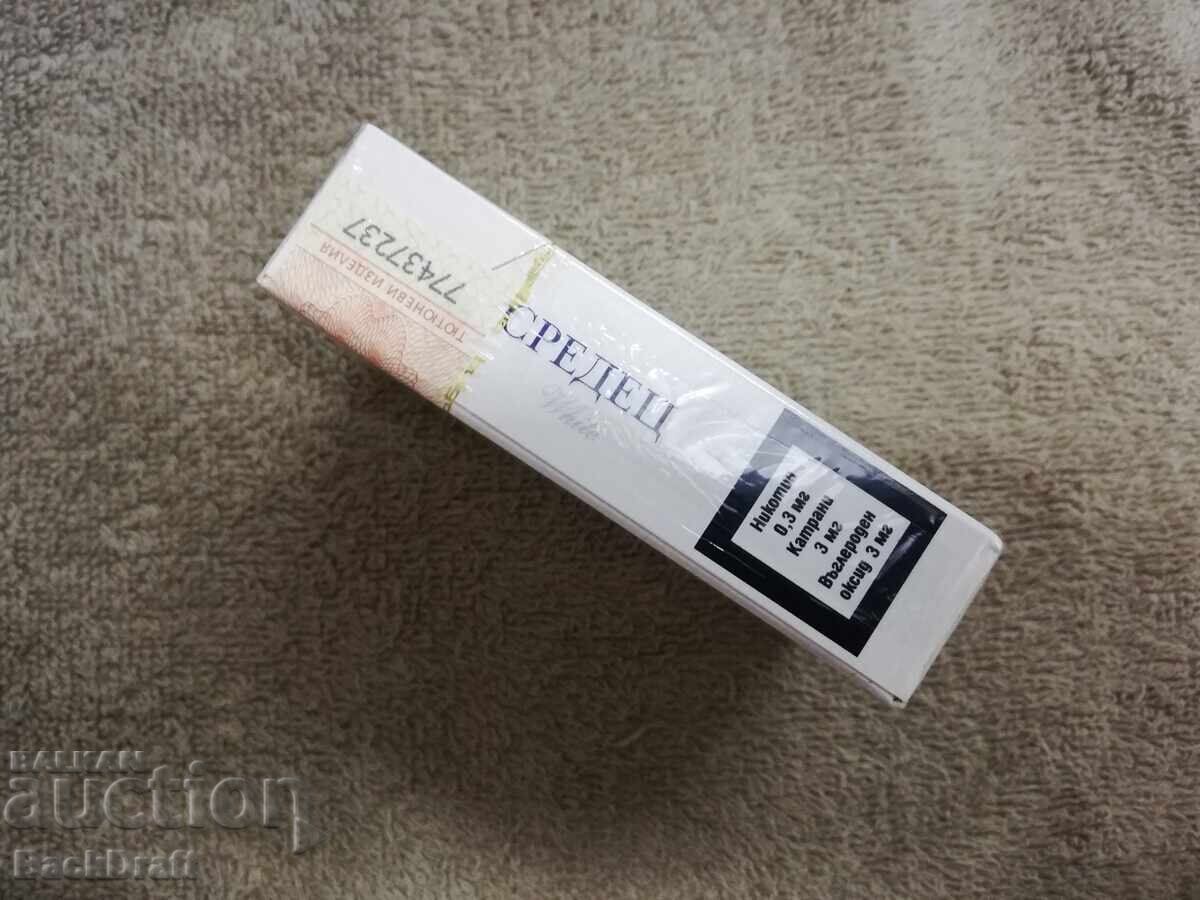 ТЮТЮНЕВИ ИЗДЕЛИЯ
77437237
СРЕДЕЦ
White
Никотин
0,3 мг
Катрани
3 мг
Въглероден
оксид 3 мг
BALKAN
auction
BackDraft